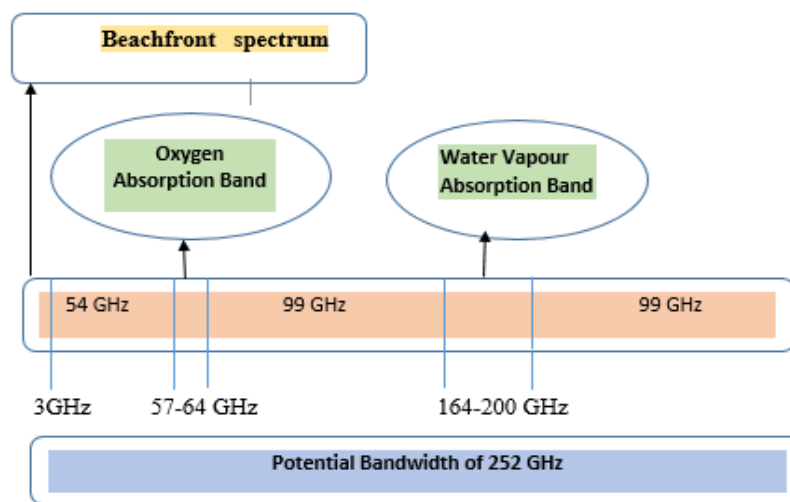 Beachfront spectrum
Oxygen
Absorption Band
Water Vapour
Absorption Band
54 GHz
99 GHz
99 GHz
3GHz
57-64 GHz
164-200 GHz
Potential Bandwidth of 252 GHz